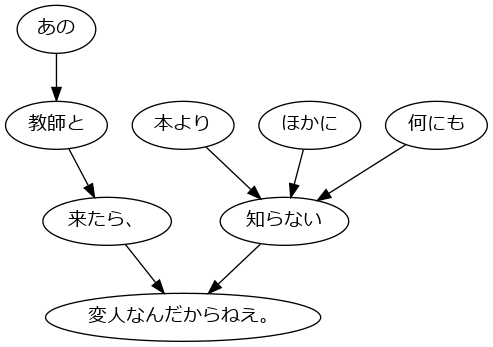 あの
教師と
本より
ほかに
何にも
来たら、
知らない
変人なんだからねえ。